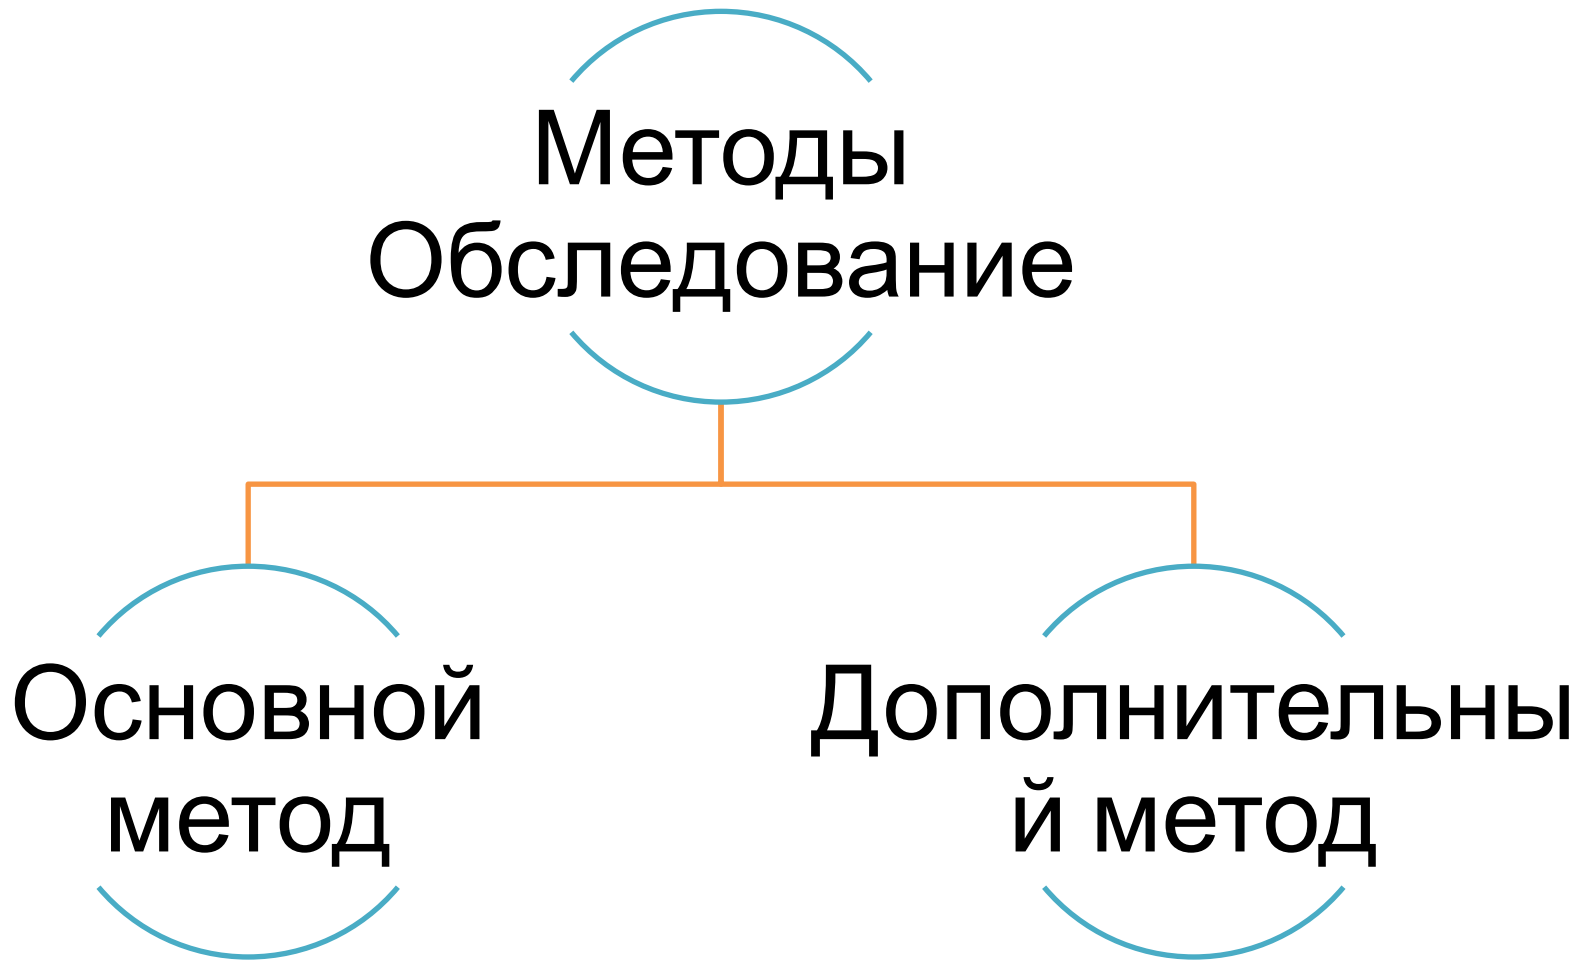 Методы
Обследование
Основной
метод
Дополнительны
й метод